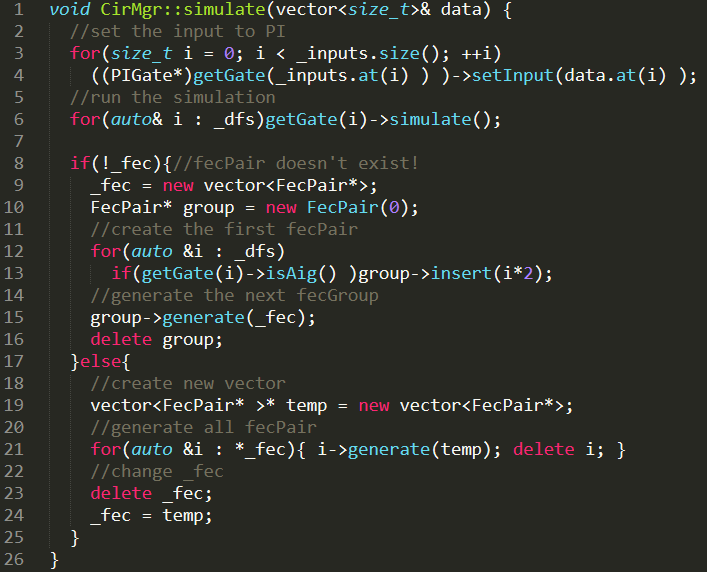 1 void CirMgr::simulate(vector<size_t>& data) {
2 //set the input to PI
3 for(size_t i = 0; i < _inputs.size(); ++i)
4 ((PIGate*)getGate(_inputs.at(i) ) )->setInput(data.at(i) );
5 //run the simulation
6 for(auto& i : _dfs)getGate(i)->simulate();
7
8 if(!_fec){//fecPair doesn't exist!
9 _fec = new vector<FecPair*>;
10 FecPair* group = new FecPair(0);
11 //create the first fecPair
12 for(auto &i : _dfs)
13 if(getGate(i)->isAig() )group->insert(i*2);
14 //generate the next fecGroup
15 group->generate(_fec);
16 delete group;
17 }else{
18 //create new vector
19 vector<FecPair* >* temp = new vector<FecPair*>;
20 //generate all fecPair
21 for(auto &i : *_fec){ i->generate(temp); delete i; }
22 //change _fec
23 delete _fec;
24 _fec = temp;
25 }
26 }